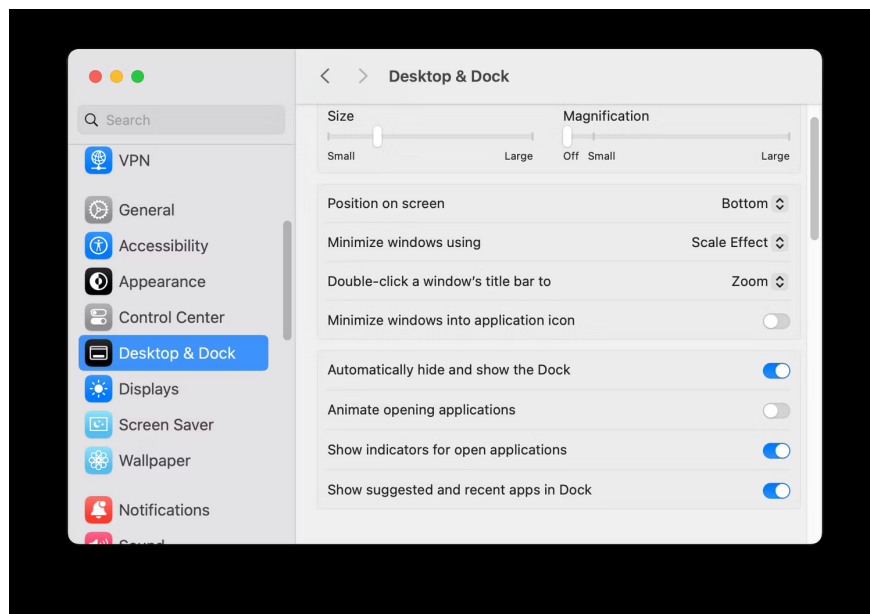 Desktop & Dock
Search
VPN
General
Accessibility
Appearance
Control Center
Desktop & Dock
Displays
Screen Saver
Wallpaper
Notifications
Sound
Size
Magnification
Small
Large
Off
Small
Large
Position on screen
Bottom
Minimize windows using
Scale Effect
Double-click a window's title bar to
Zoom
Minimize windows into application icon
Automatically hide and show the Dock
Animate opening applications
Show indicators for open applications
Show suggested and recent apps in Dock